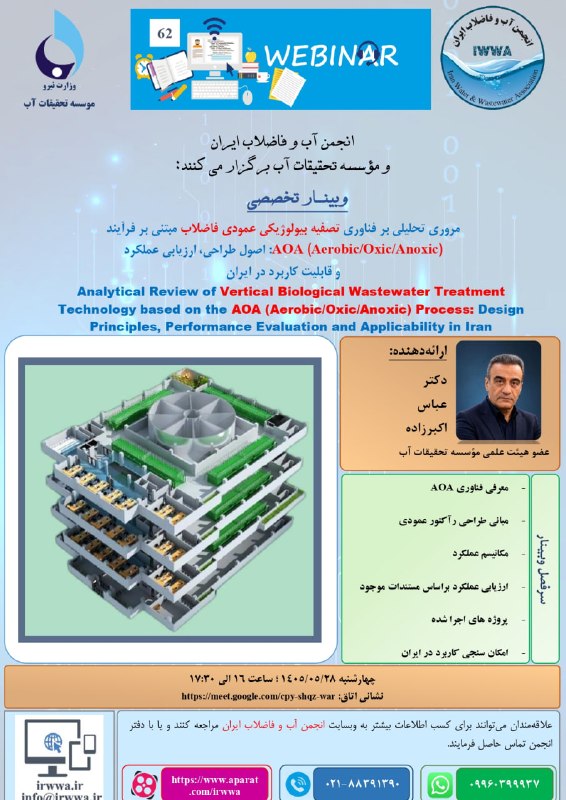 62
WEBINAR
وزارت نیرو
موسسه تحقیقات آب
انجمن آب و فاضلاب ایران
IWWA
Iran Water & Wastewater Association
انجمن آب و فاضلاب ایران
و مؤسسه تحقیقات آب برگزار می کنند:
وبینار تخصصی
مروری تحلیلی بر فناوری تصفیه بیولوژیکی عمودی فاضلاب مبتنی بر فرآیند
AOA (Aerobic/Oxic/Anoxic): اصول طراحی، ارزیابی عملکرد
و قابلیت کاربرد در ایران
Analytical Review of Vertical Biological Wastewater Treatment
Technology based on the AOA (Aerobic/Oxic/Anoxic) Process: Design
Principles, Performance Evaluation and Applicability in Iran
ارائه‌دهنده:
دکتر
عباس
اکبرزاده
عضو هیئت علمی مؤسسه تحقیقات آب
سرفصل وبینار
- معرفی فناوری AOA
- مبانی طراحی رآکتور عمودی
- مکانیسم عملکرد
- ارزیابی عملکرد براساس مستندات موجود
- پروژه های اجرا شده
- امکان سنجی کاربرد در ایران
چهارشنبه ۱۴۰۵/۰۵/۲۸ ؛ ساعت ۱۶ الی ۱۷:۳۰
نشانی اتاق: https://meet.google.com/cpy-shqz-war
علاقه‌مندان می‌توانند برای کسب اطلاعات بیشتر به وبسایت انجمن آب و فاضلاب ایران مراجعه کنند و یا با دفتر
انجمن تماس حاصل فرمایند.
irwwa.ir
info@irwwa.ir
https://www.aparat
.com/irwwa
۰۲۱-۸۸۳۹۱۳۹۰
۰۹۹۶۰۳۹۹۹۳۷